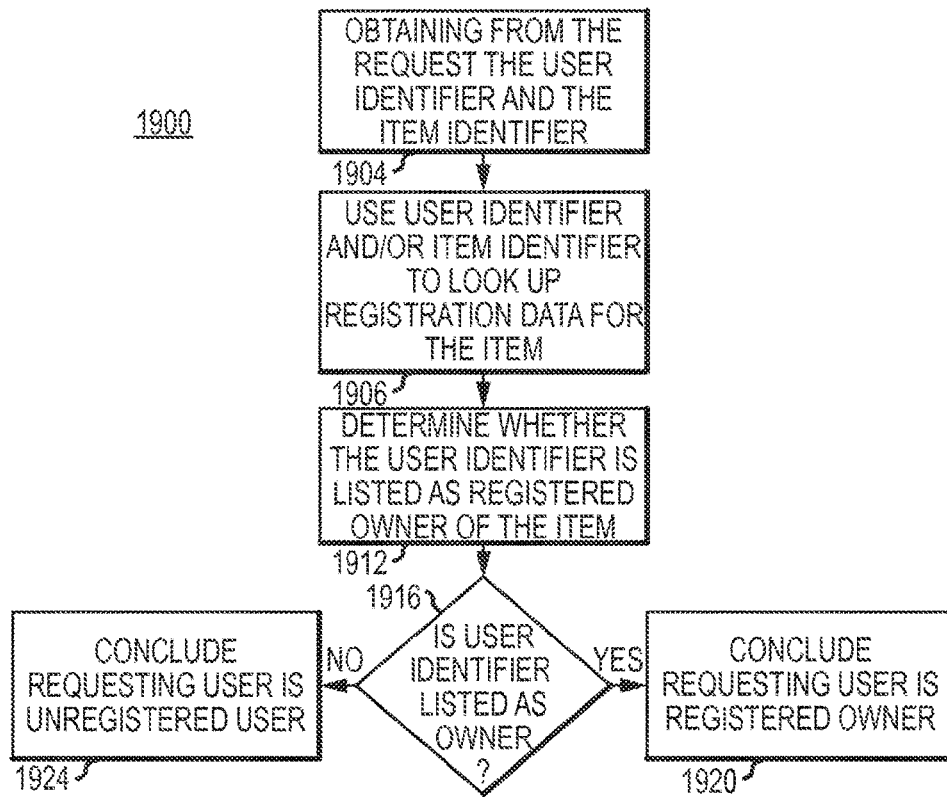 1900
OBTAINING FROM THE
REQUEST THE USER
IDENTIFIER AND THE
ITEM IDENTIFIER
1904
USE USER IDENTIFIER
AND/OR ITEM IDENTIFIER
TO LOOK UP
REGISTRATION DATA FOR
THE ITEM
1906
DETERMINE WHETHER
THE USER IDENTIFIER IS
LISTED AS REGISTERED
OWNER OF THE ITEM
1912
1916
IS USER
IDENTIFIER
LISTED AS
OWNER
?
NO
YES
CONCLUDE
REQUESTING USER IS
UNREGISTERED USER
1924
CONCLUDE
REQUESTING USER IS
REGISTERED OWNER
1920